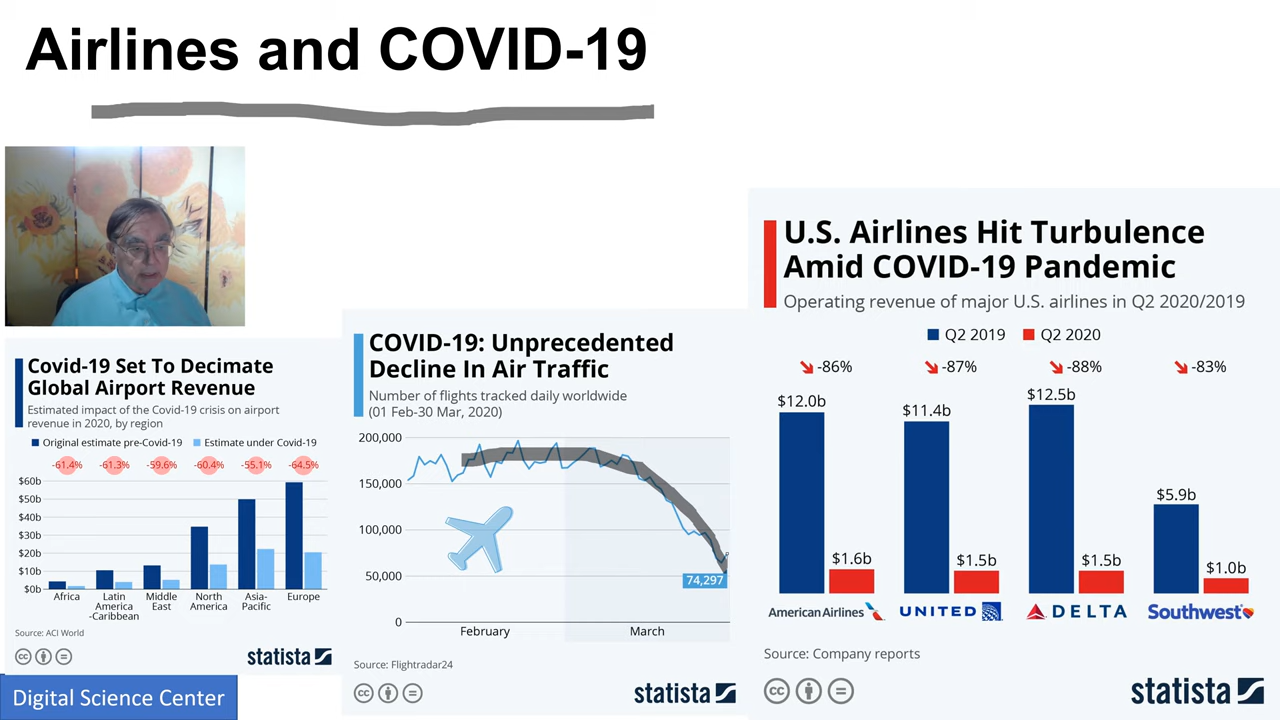 Airlines and COVID-19
Covid-19 Set To Decimate
Global Airport Revenue
Estimated impact of the Covid-19 crisis on airport
revenue in 2020, by region
Original estimate pre-Covid-19 Estimate under Covid-19
-61.4% -61.3% -59.6% -60.4% -55.1% -64.5%
$60b
$50b
$40b
$30b
$20b
$10b
$0b
Africa
Latin
America
-Caribbean
Middle
East
North
America
Asia-
Pacific
Europe
Source: ACI World
cc
statista
Digital Science Center
COVID-19: Unprecedented
Decline In Air Traffic
Number of flights tracked daily worldwide
(01 Feb-30 Mar, 2020)
200,000
150,000
100,000
50,000
0
74,297
February March
Source: Flightradar24
cc
statista
U.S. Airlines Hit Turbulence
Amid COVID-19 Pandemic
Operating revenue of major U.S. airlines in Q2 2020/2019
Q2 2019 Q2 2020
-86% -87% -88% -83%
$12.0b $11.4b $12.5b $5.9b
$1.6b $1.5b $1.5b $1.0b
American Airlines UNITED DELTA Southwest
Source: Company reports
cc
statista